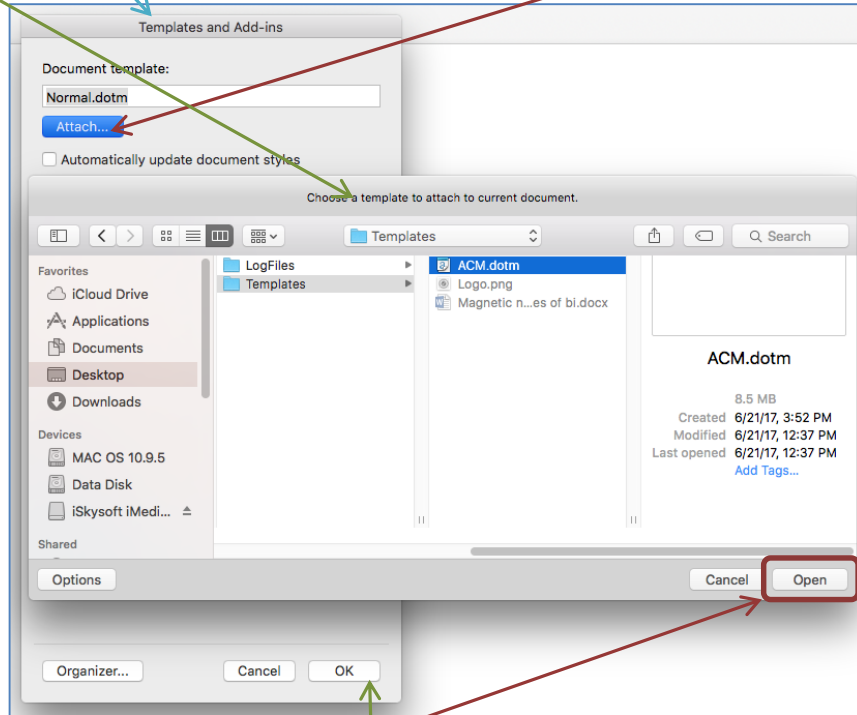 Templates and Add-ins
Document template:
Normal.dotm
Attach...
Automatically update document styles
Choose a template to attach to current document.
Templates
Search
Favorites
iCloud Drive
Applications
Documents
Desktop
Downloads
Devices
MAC OS 10.9.5
Data Disk
iSkysoft iMedi...
Shared
LogFiles
Templates
ACM.dotm
Logo.png
Magnetic n...es of bi.docx
ACM.dotm
8.5 MB
Created 6/21/17, 3:52 PM
Modified 6/21/17, 12:37 PM
Last opened 6/21/17, 12:37 PM
Add Tags...
Options
Cancel
Open
Organizer...
Cancel
OK